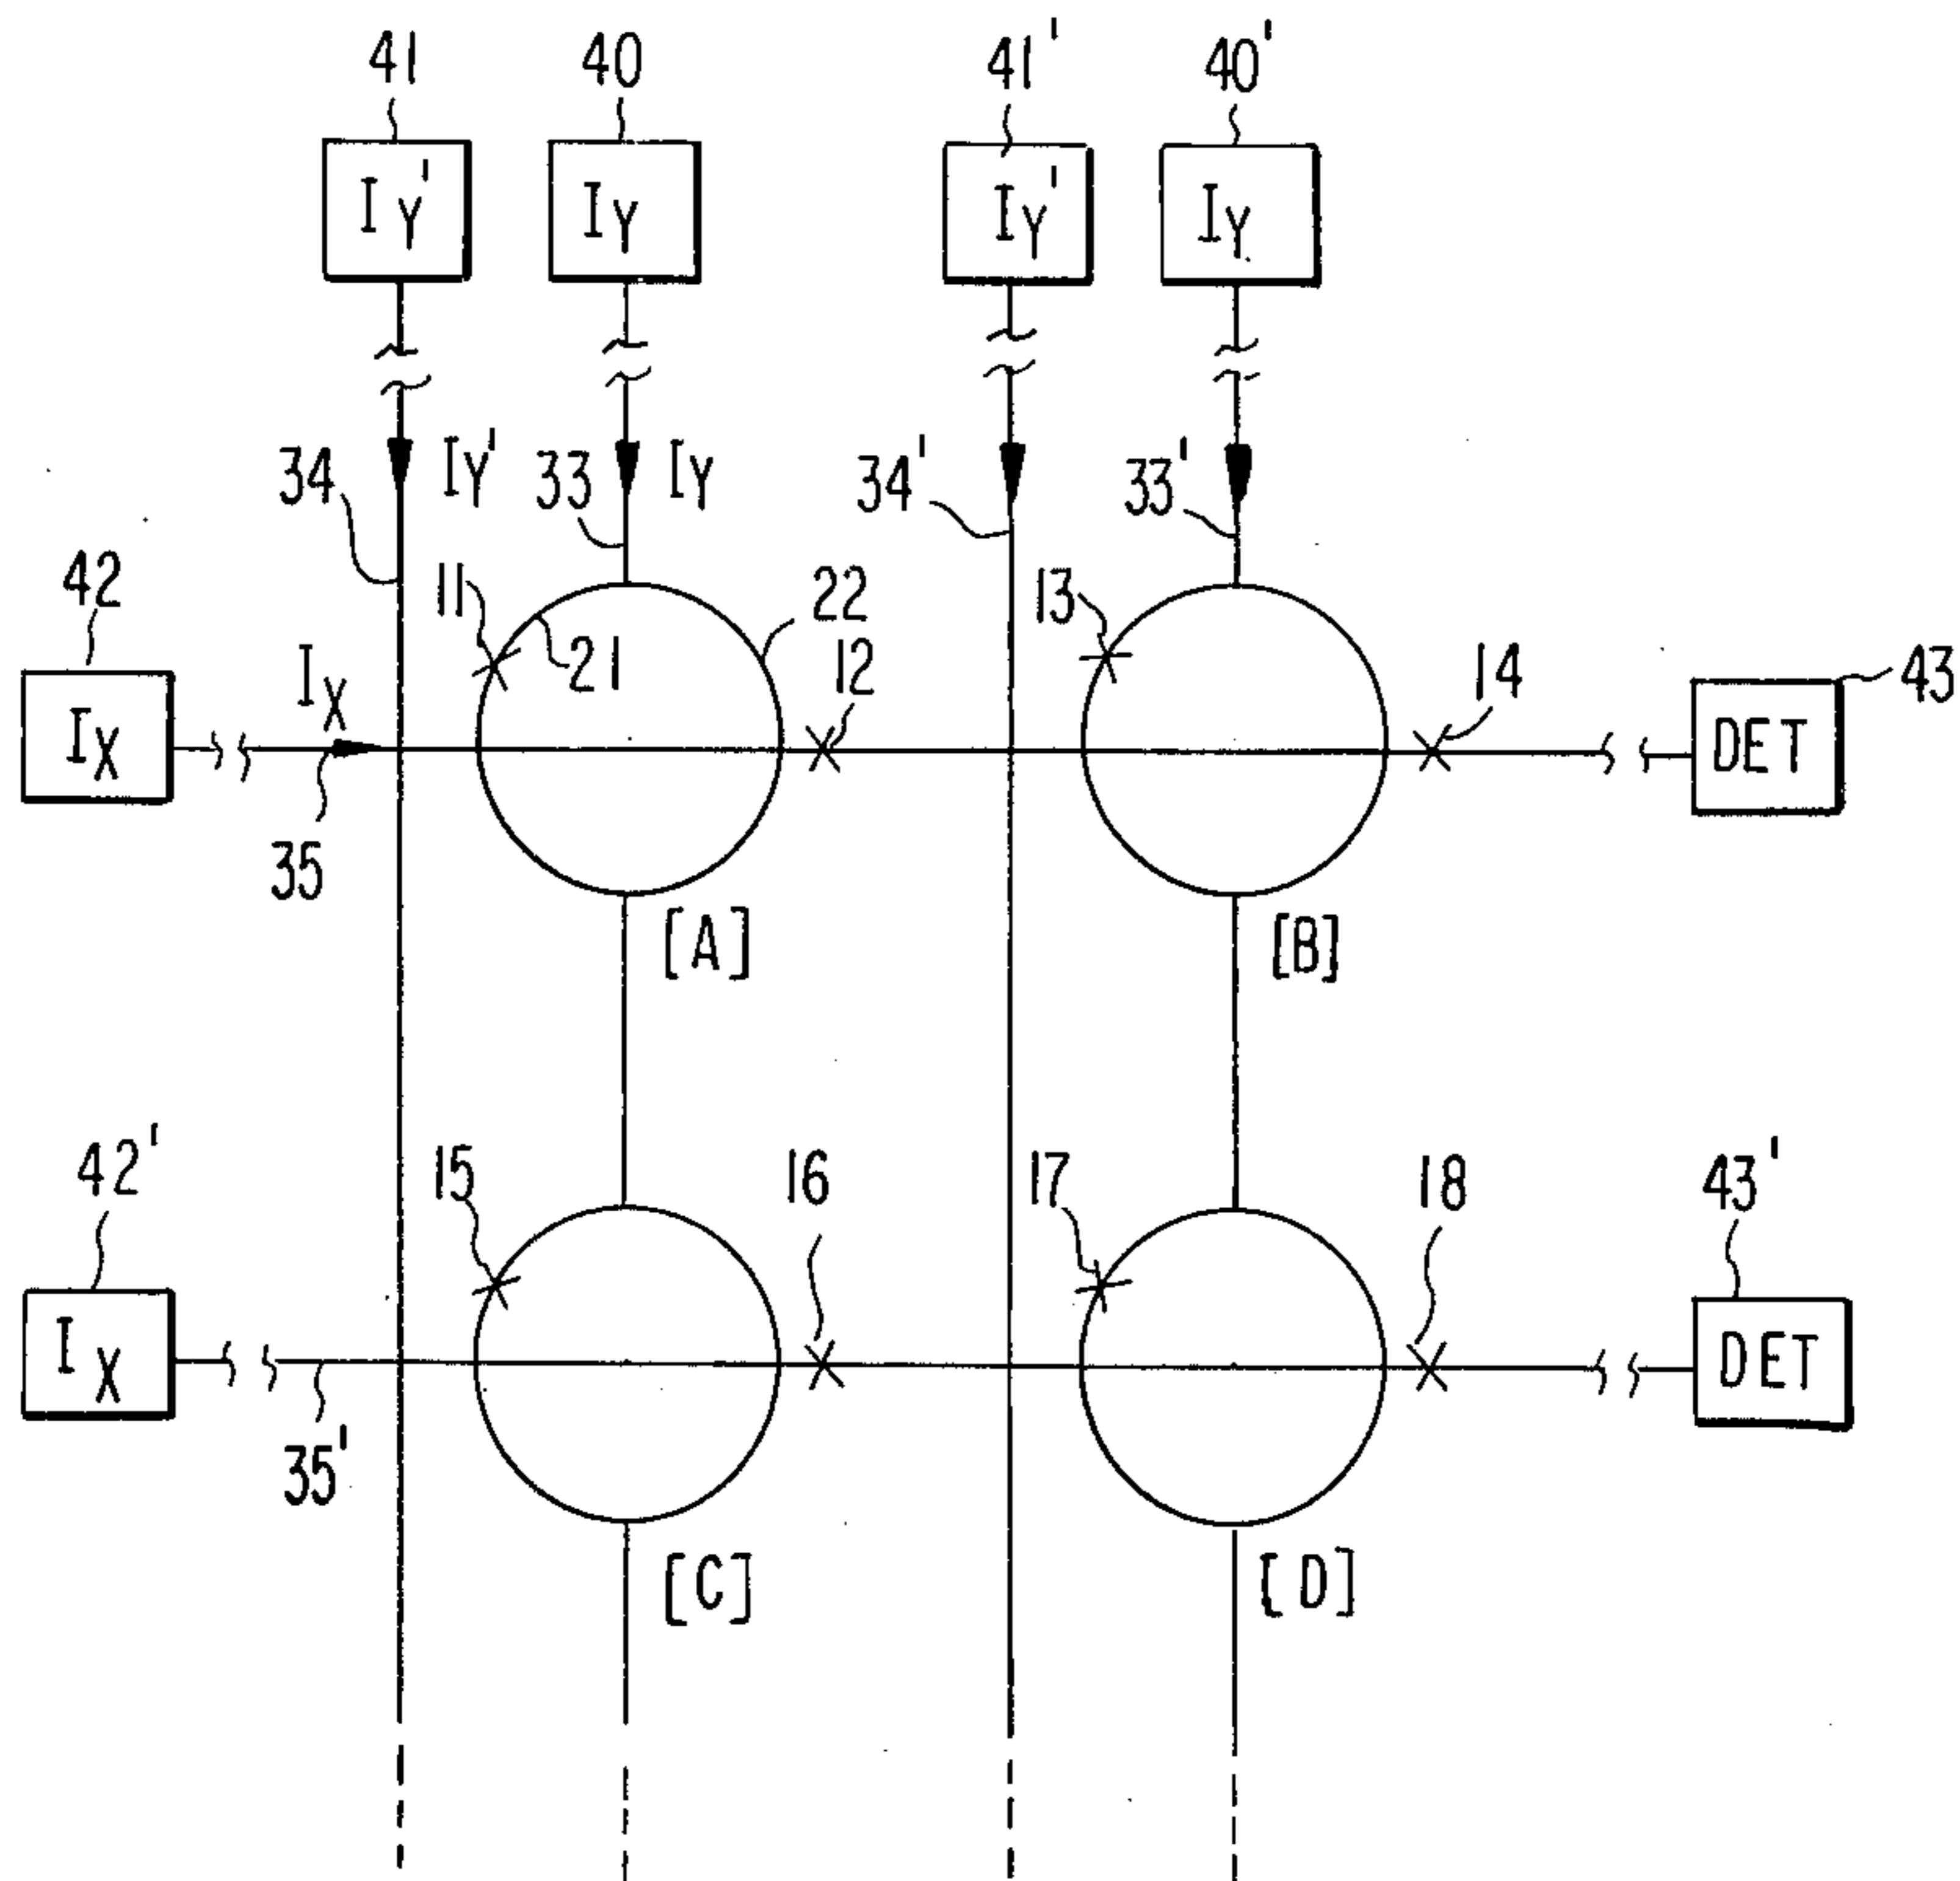 41 40 41' 40'
IY' IY IY' IY
34 IY' 33 IY 34' 33'
42 11 22 13
IX 21 12 14 43
IX DET
35
[A] [B]
42' 15 16 17 18 43'
IX DET
35'
[C] [D]